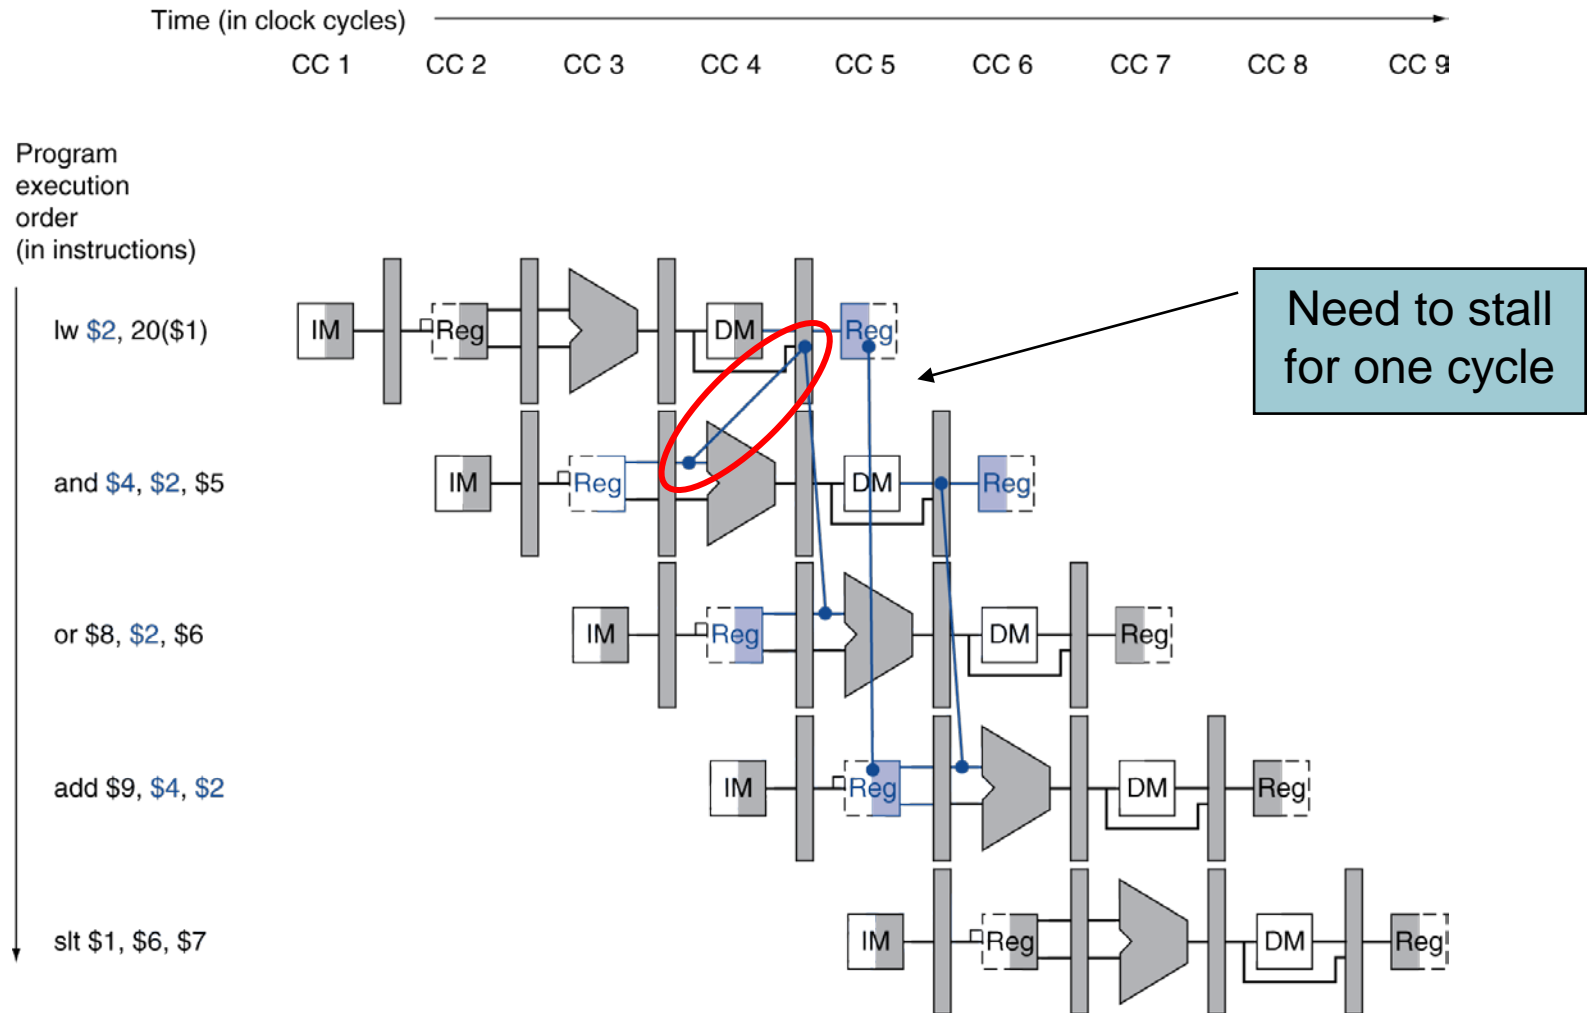 Time (in clock cycles)
CC 1 CC 2 CC 3 CC 4 CC 5 CC 6 CC 7 CC 8 CC 9
Program
execution
order
(in instructions)
lw $2, 20($1) IM Reg DM Reg
Need to stall
for one cycle
and $4, $2, $5 IM Reg DM Reg
or $8, $2, $6 IM Reg DM Reg
add $9, $4, $2 IM Reg DM Reg
slt $1, $6, $7 IM Reg DM Reg